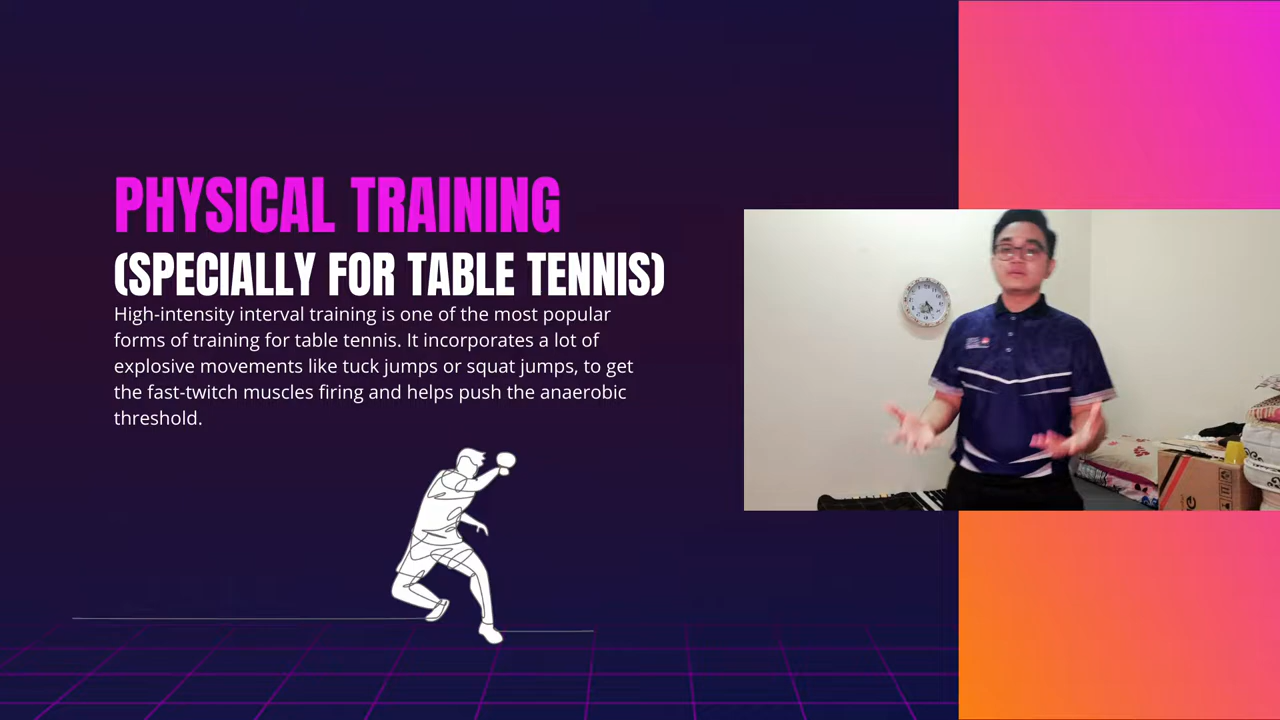 PHYSICAL TRAINING
(SPECIALLY FOR TABLE TENNIS)
High-intensity interval training is one of the most popular
forms of training for table tennis. It incorporates a lot of
explosive movements like tuck jumps or squat jumps, to get
the fast-twitch muscles firing and helps push the anaerobic
threshold.